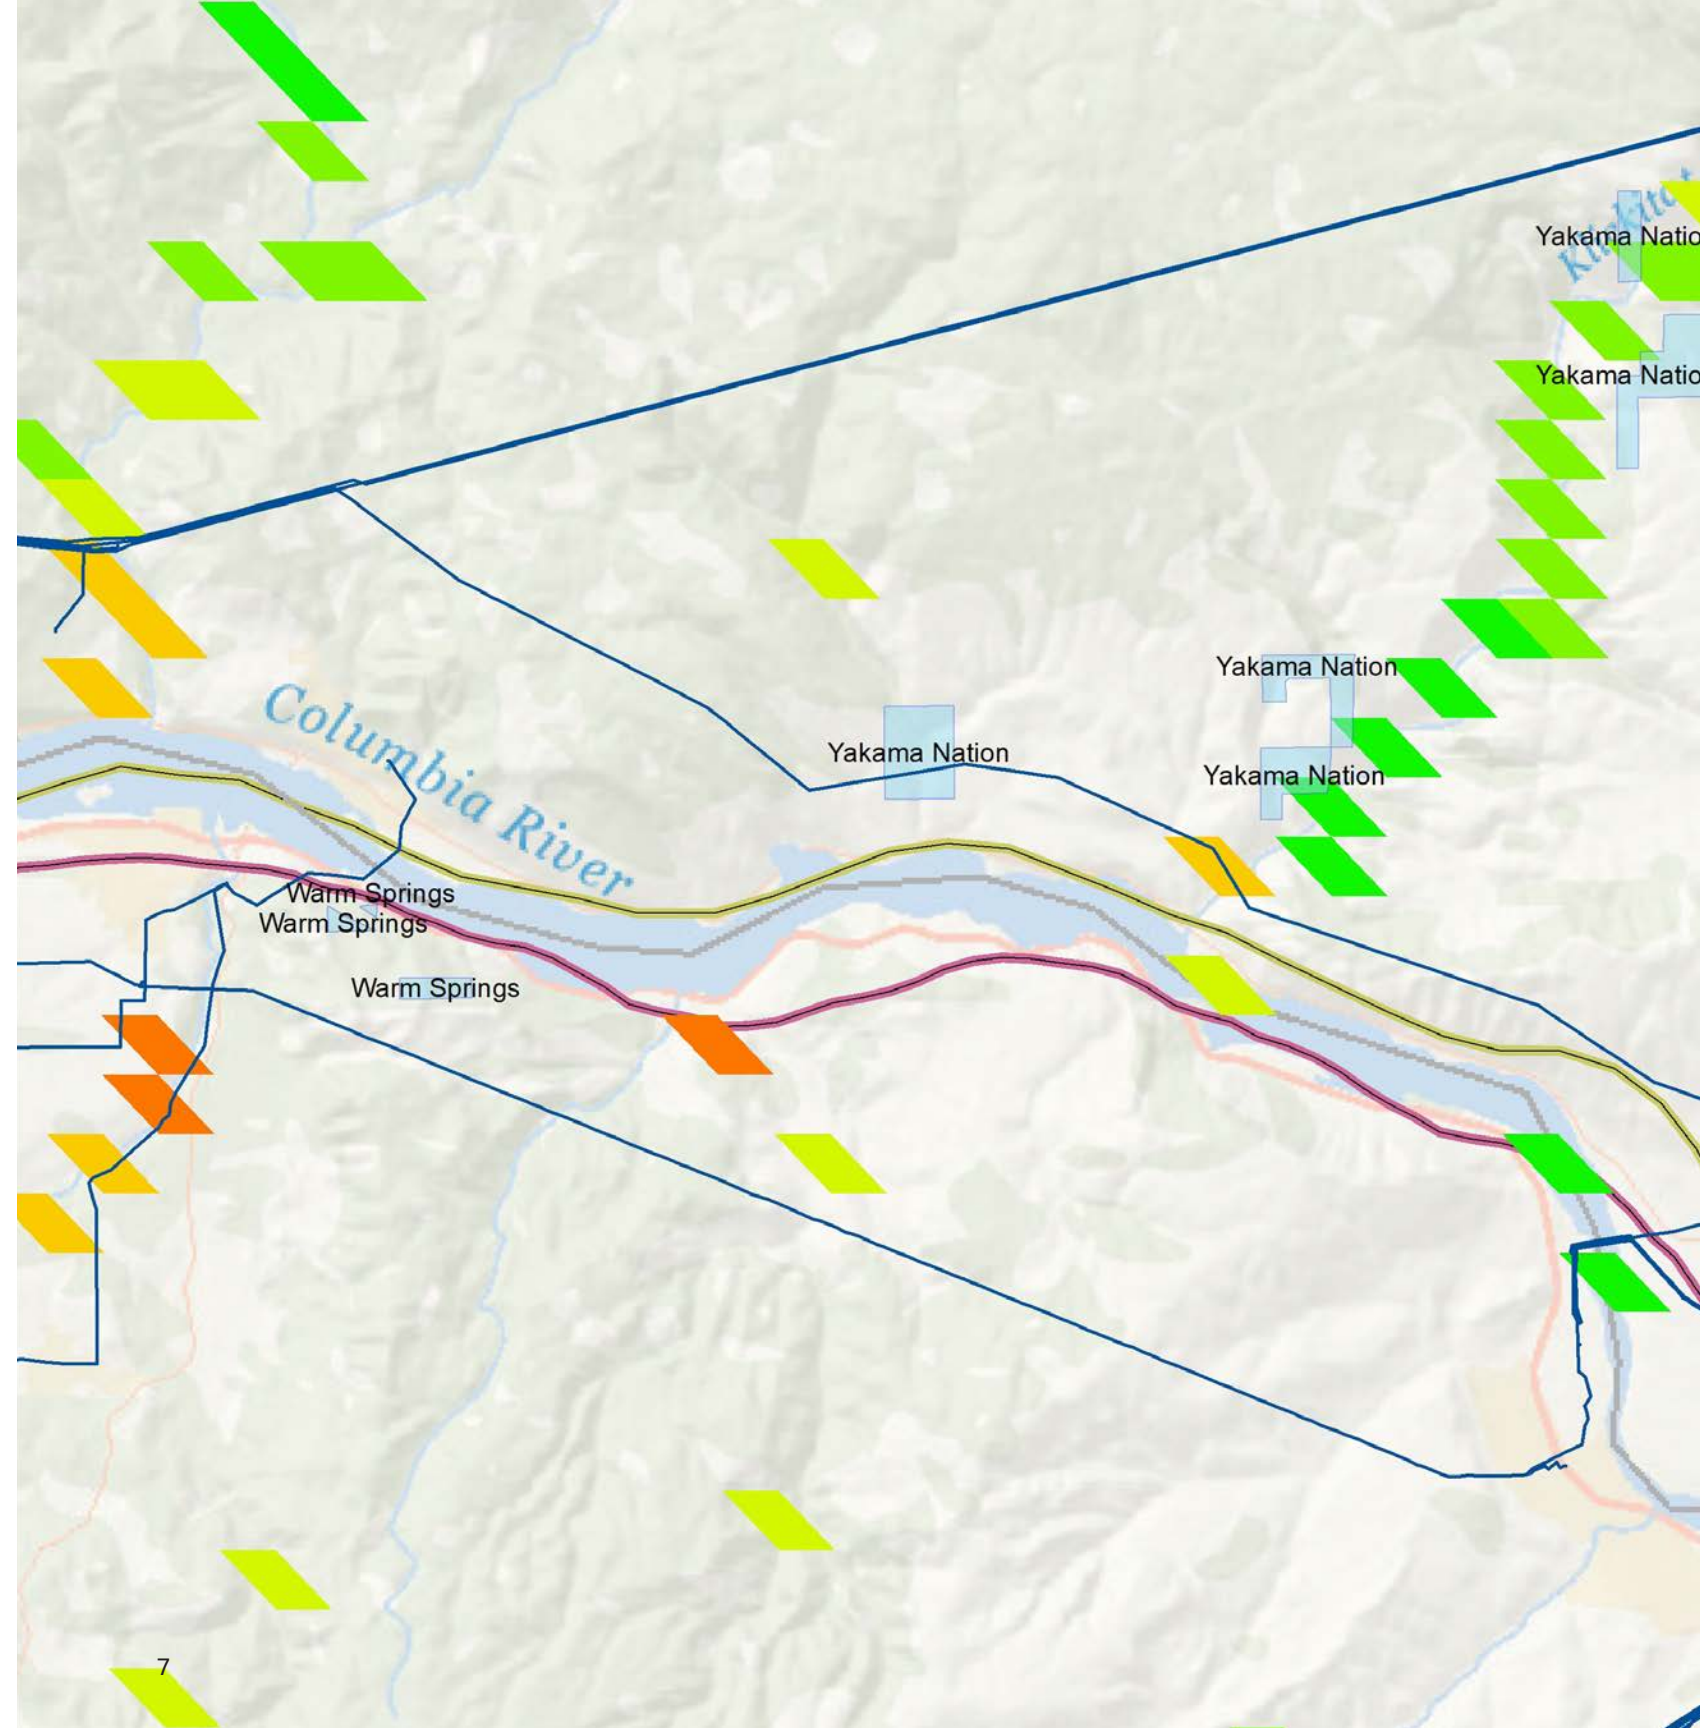 Yakama Natio
Klickitat
Yakama Natio
Yakama Nation
Columbia River
Yakama Nation
Yakama Nation
Warm Springs
Warm Springs
Warm Springs
7